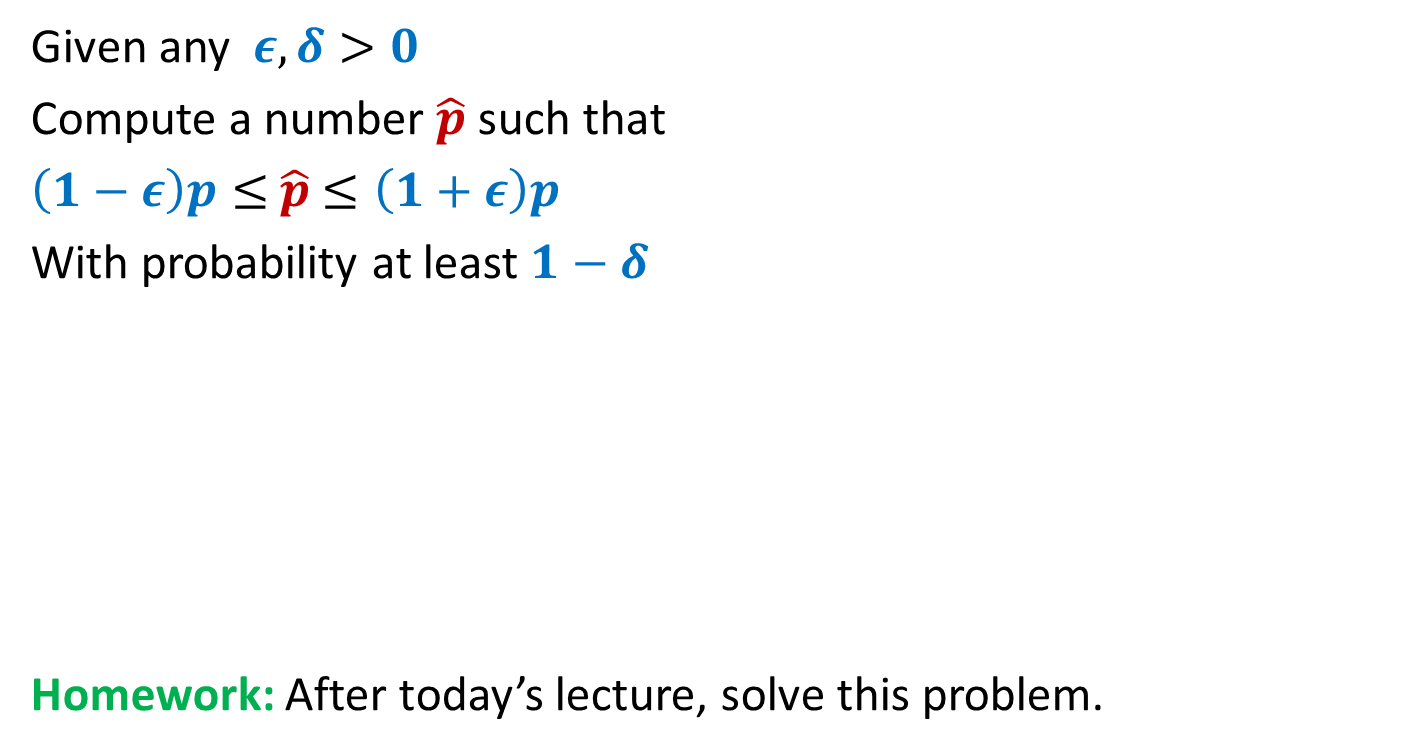 Given any ϵ, δ > 0
Compute a number p̂ such that
(1 − ϵ)p ≤ p̂ ≤ (1 + ϵ)p
With probability at least 1 − δ
Homework: After today’s lecture, solve this problem.